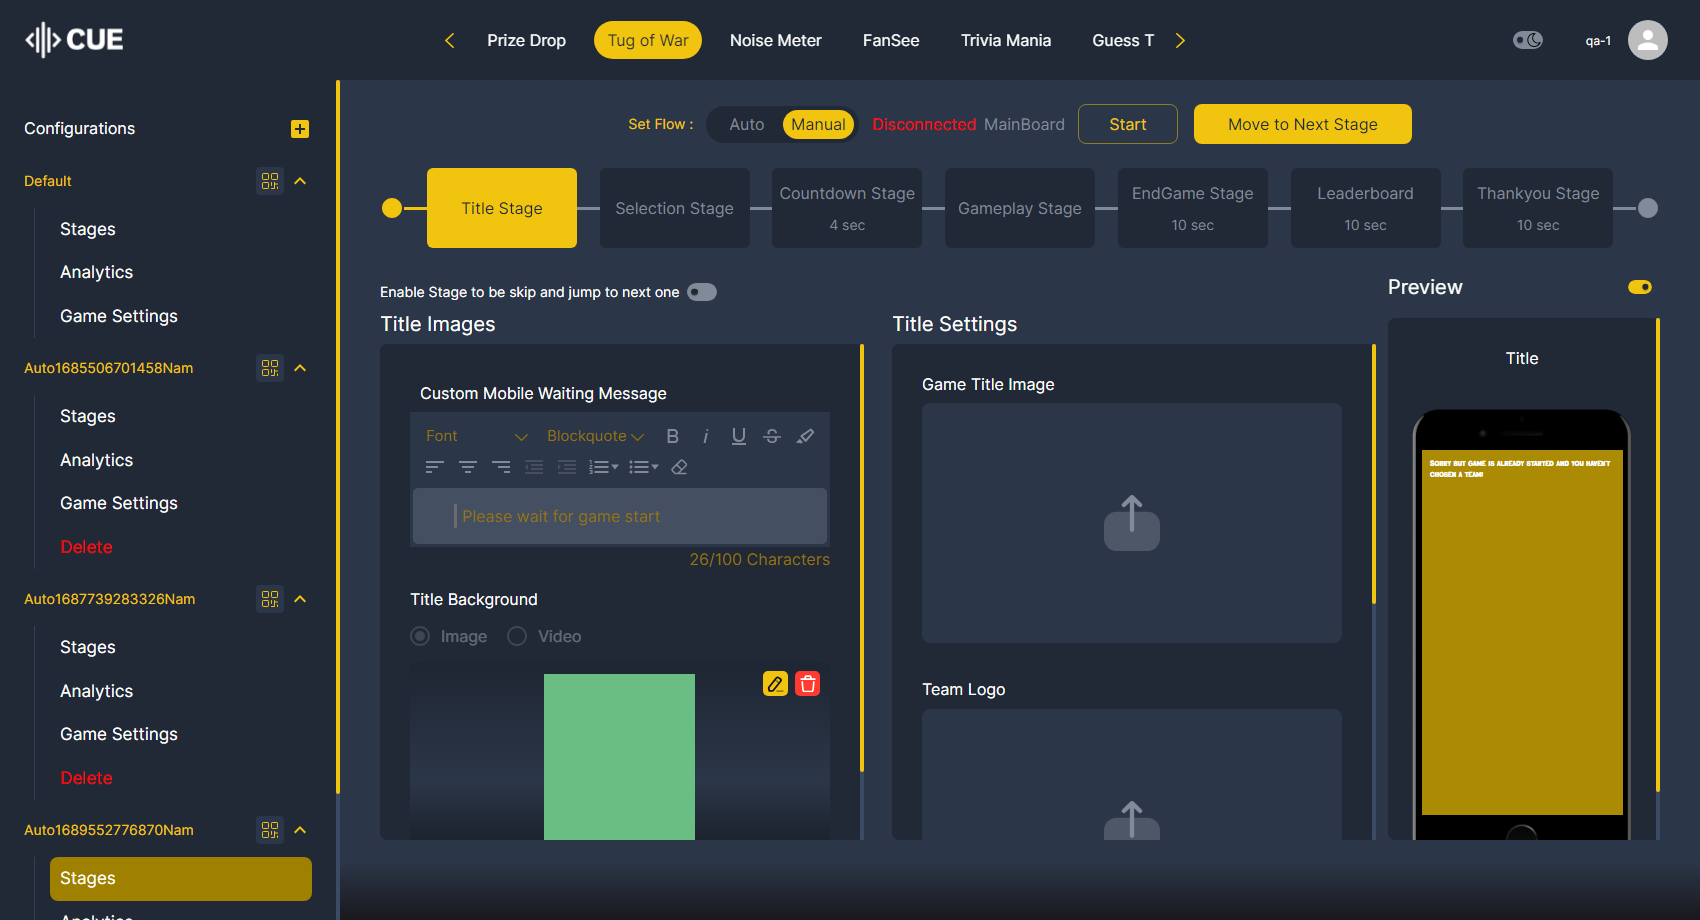 CUE
Prize Drop
Tug of War
Noise Meter
FanSee
Trivia Mania
Guess T
qa-1
Configurations
Default
Stages
Analytics
Game Settings
Auto1685506701458Nam
Stages
Analytics
Game Settings
Delete
Auto1687739283326Nam
Stages
Analytics
Game Settings
Delete
Auto1689552776870Nam
Stages
Analytics
Set Flow :
Auto
Manual
Disconnected MainBoard
Start
Move to Next Stage
Title Stage
Selection Stage
Countdown Stage
4 sec
Gameplay Stage
EndGame Stage
10 sec
Leaderboard
10 sec
Thankyou Stage
10 sec
Enable Stage to be skip and jump to next one
Title Images
Custom Mobile Waiting Message
Font
Blockquote
B i U S
Please wait for game start
26/100 Characters
Title Background
Image
Video
Title Settings
Game Title Image
Team Logo
Preview
Title
Sorry but game is already started and you haven't
chosen a team!